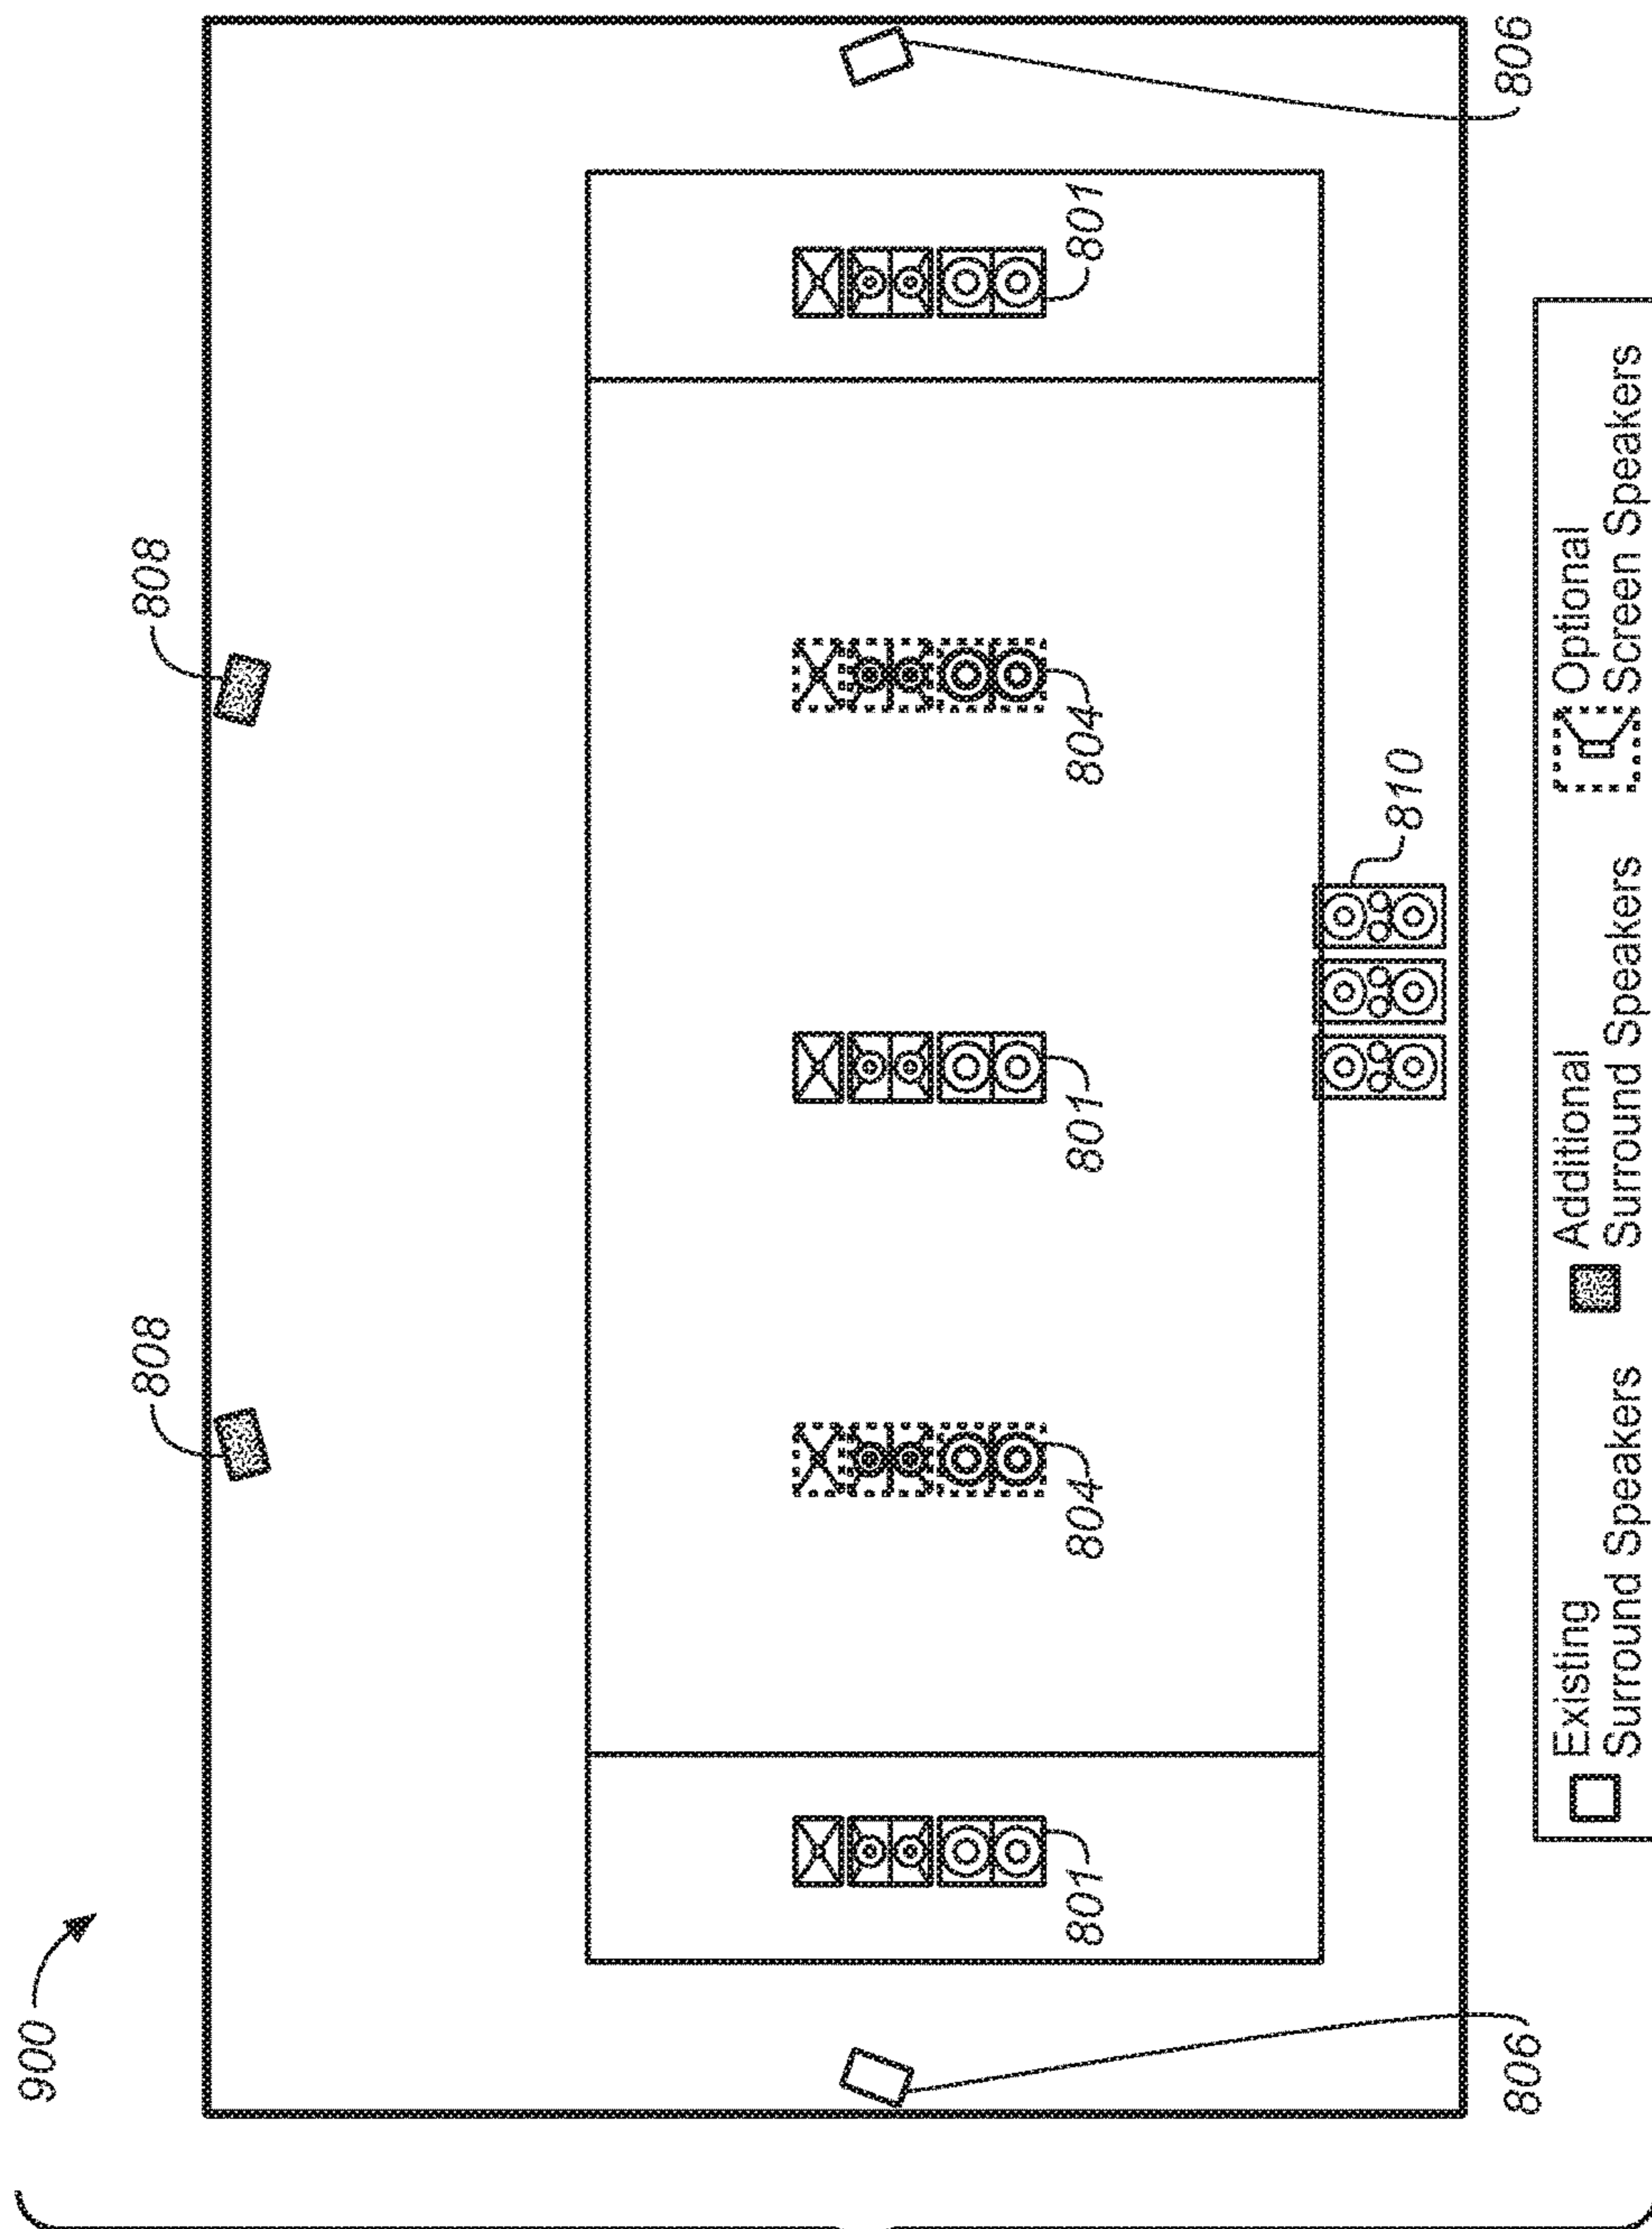 900
808
808
801
804
801
804
801
810
806
806
Existing
Surround Speakers
Additional
Surround Speakers
Optional
Screen Speakers